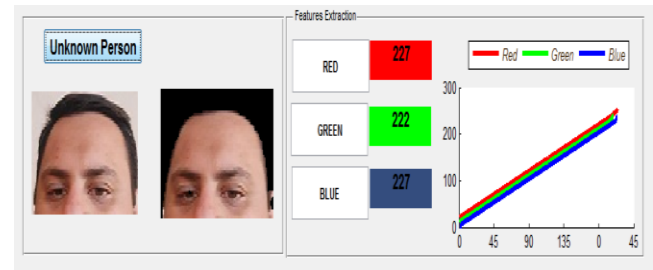 Unknown Person
Features Extraction
RED 227
GREEN 222
BLUE 227
Red Green Blue
300
200
100
0
0 45 90 135 0 45